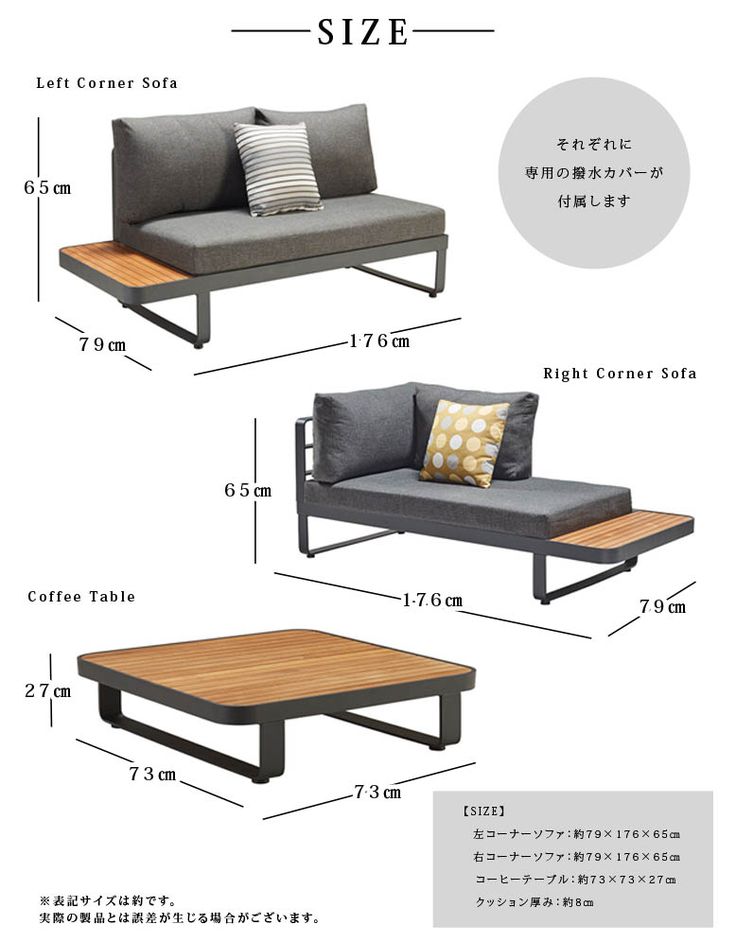 SIZE
Left Corner Sofa
65㎝
79㎝
176㎝
それぞれに
専用の撥水カバーが
付属します
Right Corner Sofa
65㎝
176㎝
79㎝
Coffee Table
27㎝
73㎝
73㎝
【SIZE】
左コーナーソファ：約79×176×65㎝
右コーナーソファ：約79×176×65㎝
コーヒーテーブル：約73×73×27㎝
クッション厚み：約8㎝
※表記サイズは約です。
実際の製品とは誤差が生じる場合がございます。